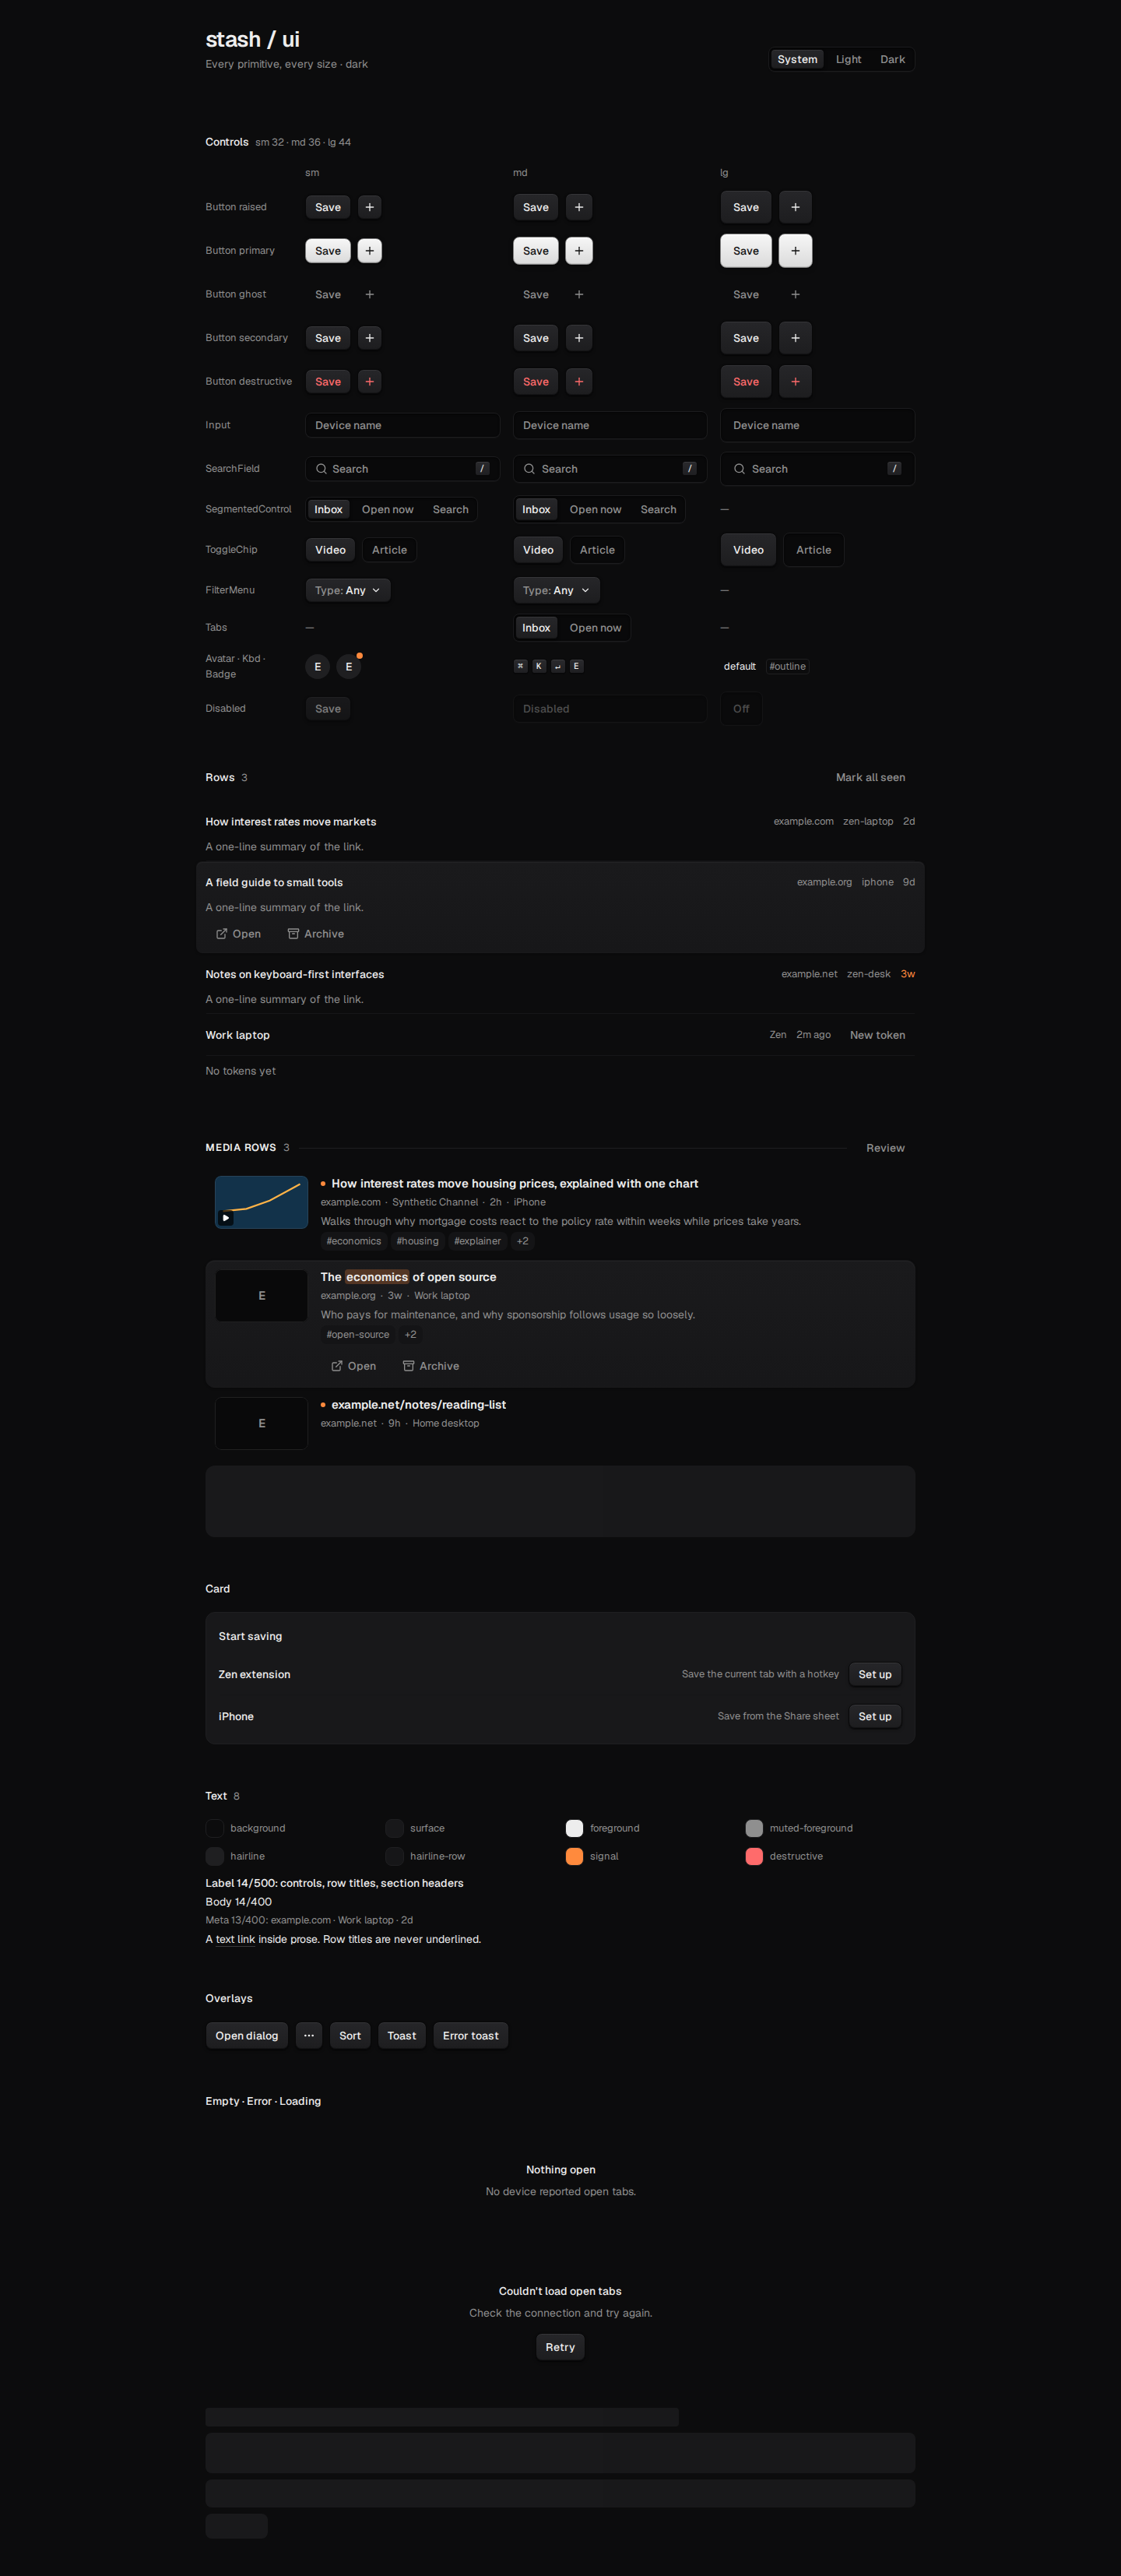 stash / ui
Every primitive, every size · dark
System Light Dark
Controls sm 32 · md 36 · lg 44
sm md lg
Button raised Save + Save + Save +
Button primary Save + Save + Save +
Button ghost Save + Save + Save +
Button secondary Save + Save + Save +
Button destructive Save + Save + Save +
Input Device name Device name Device name
SearchField Search / Search / Search /
SegmentedControl Inbox Open now Search Inbox Open now Search —
ToggleChip Video Article Video Article Video Article
FilterMenu Type: Any Type: Any —
Tabs — Inbox Open now —
Avatar · Kbd · Badge E E ⌘ K ↵ E default #outline
Disabled Save Disabled Off
Rows 3 Mark all seen
How interest rates move markets example.com zen-laptop 2d
A one-line summary of the link.
A field guide to small tools example.org iphone 9d
A one-line summary of the link.
Open Archive
Notes on keyboard-first interfaces example.net zen-desk 3w
A one-line summary of the link.
Work laptop Zen 2m ago New token
No tokens yet
MEDIA ROWS 3 Review
How interest rates move housing prices, explained with one chart
example.com · Synthetic Channel · 2h · iPhone
Walks through why mortgage costs react to the policy rate within weeks while prices take years.
#economics #housing #explainer +2
E
The economics of open source
example.org · 3w · Work laptop
Who pays for maintenance, and why sponsorship follows usage so loosely.
#open-source +2
Open Archive
E
example.net/notes/reading-list
example.net · 9h · Home desktop
Card
Start saving
Zen extension Save the current tab with a hotkey Set up
iPhone Save from the Share sheet Set up
Text 8
background surface foreground muted-foreground
hairline hairline-row signal destructive
Label 14/500: controls, row titles, section headers
Body 14/400
Meta 13/400: example.com · Work laptop · 2d
A text link inside prose. Row titles are never underlined.
Overlays
Open dialog ··· Sort Toast Error toast
Empty · Error · Loading
Nothing open
No device reported open tabs.
Couldn't load open tabs
Check the connection and try again.
Retry